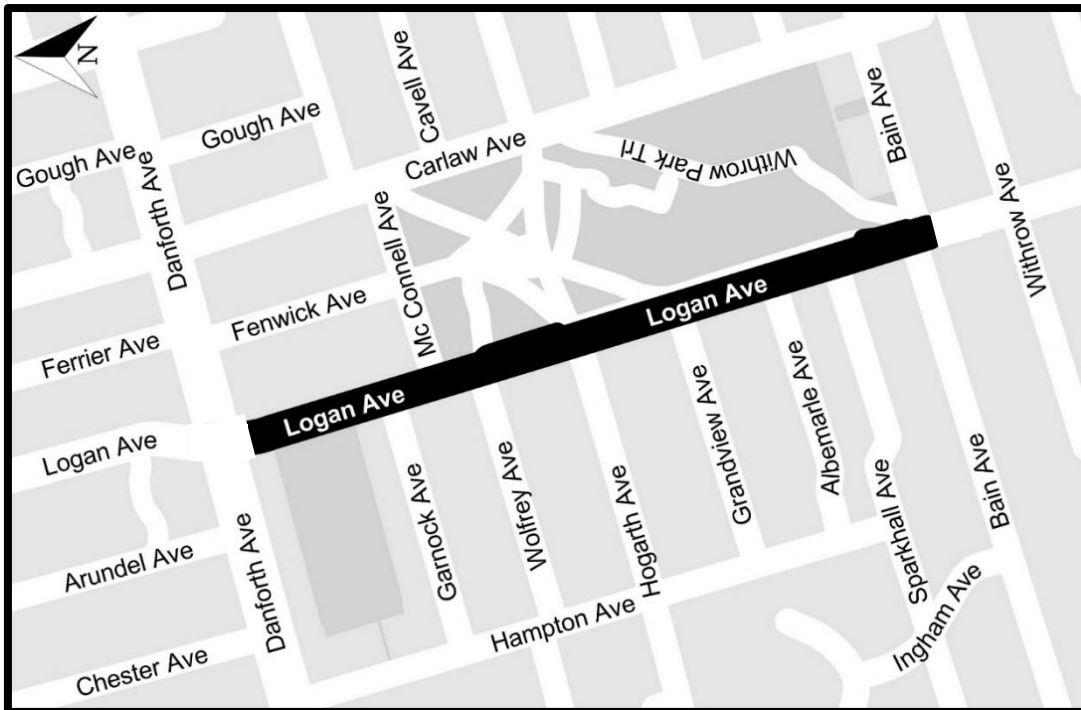 N
Cavell Ave
Bain Ave
Gough Ave
Gough Ave
Danforth Ave
Carlaw Ave
Withrow Park Trl
Withrow Ave
Mc Connell Ave
Fenwick Ave
Ferrier Ave
Logan Ave
Logan Ave
Logan Ave
Garnock Ave
Wolfrey Ave
Hogarth Ave
Grandview Ave
Albemarle Ave
Sparkhall Ave
Bain Ave
Arundel Ave
Danforth Ave
Hampton Ave
Ingham Ave
Chester Ave